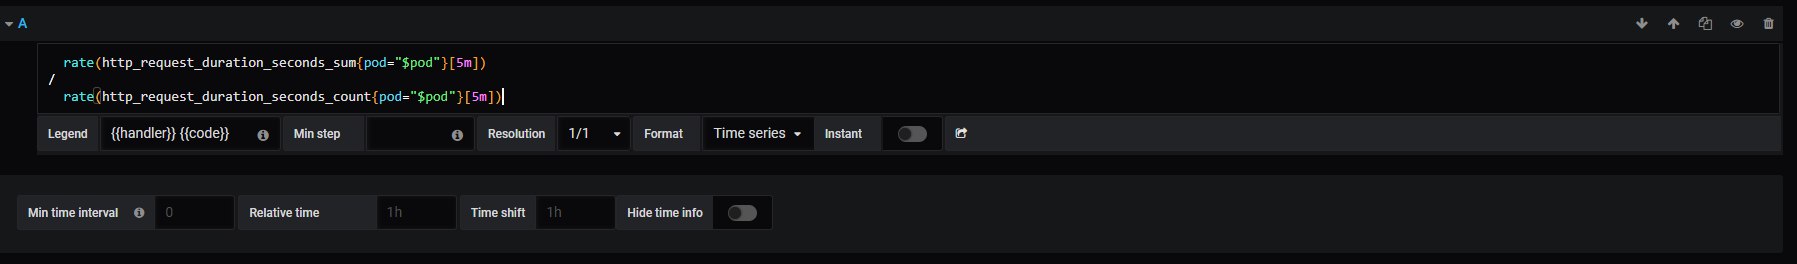 A
rate(http_request_duration_seconds_sum{pod="$pod"}[5m])
/
rate(http_request_duration_seconds_count{pod="$pod"}[5m])
Legend {{handler}} {{code}} Min step Resolution 1/1 Format Time series Instant
Min time interval 0 Relative time 1h Time shift 1h Hide time info